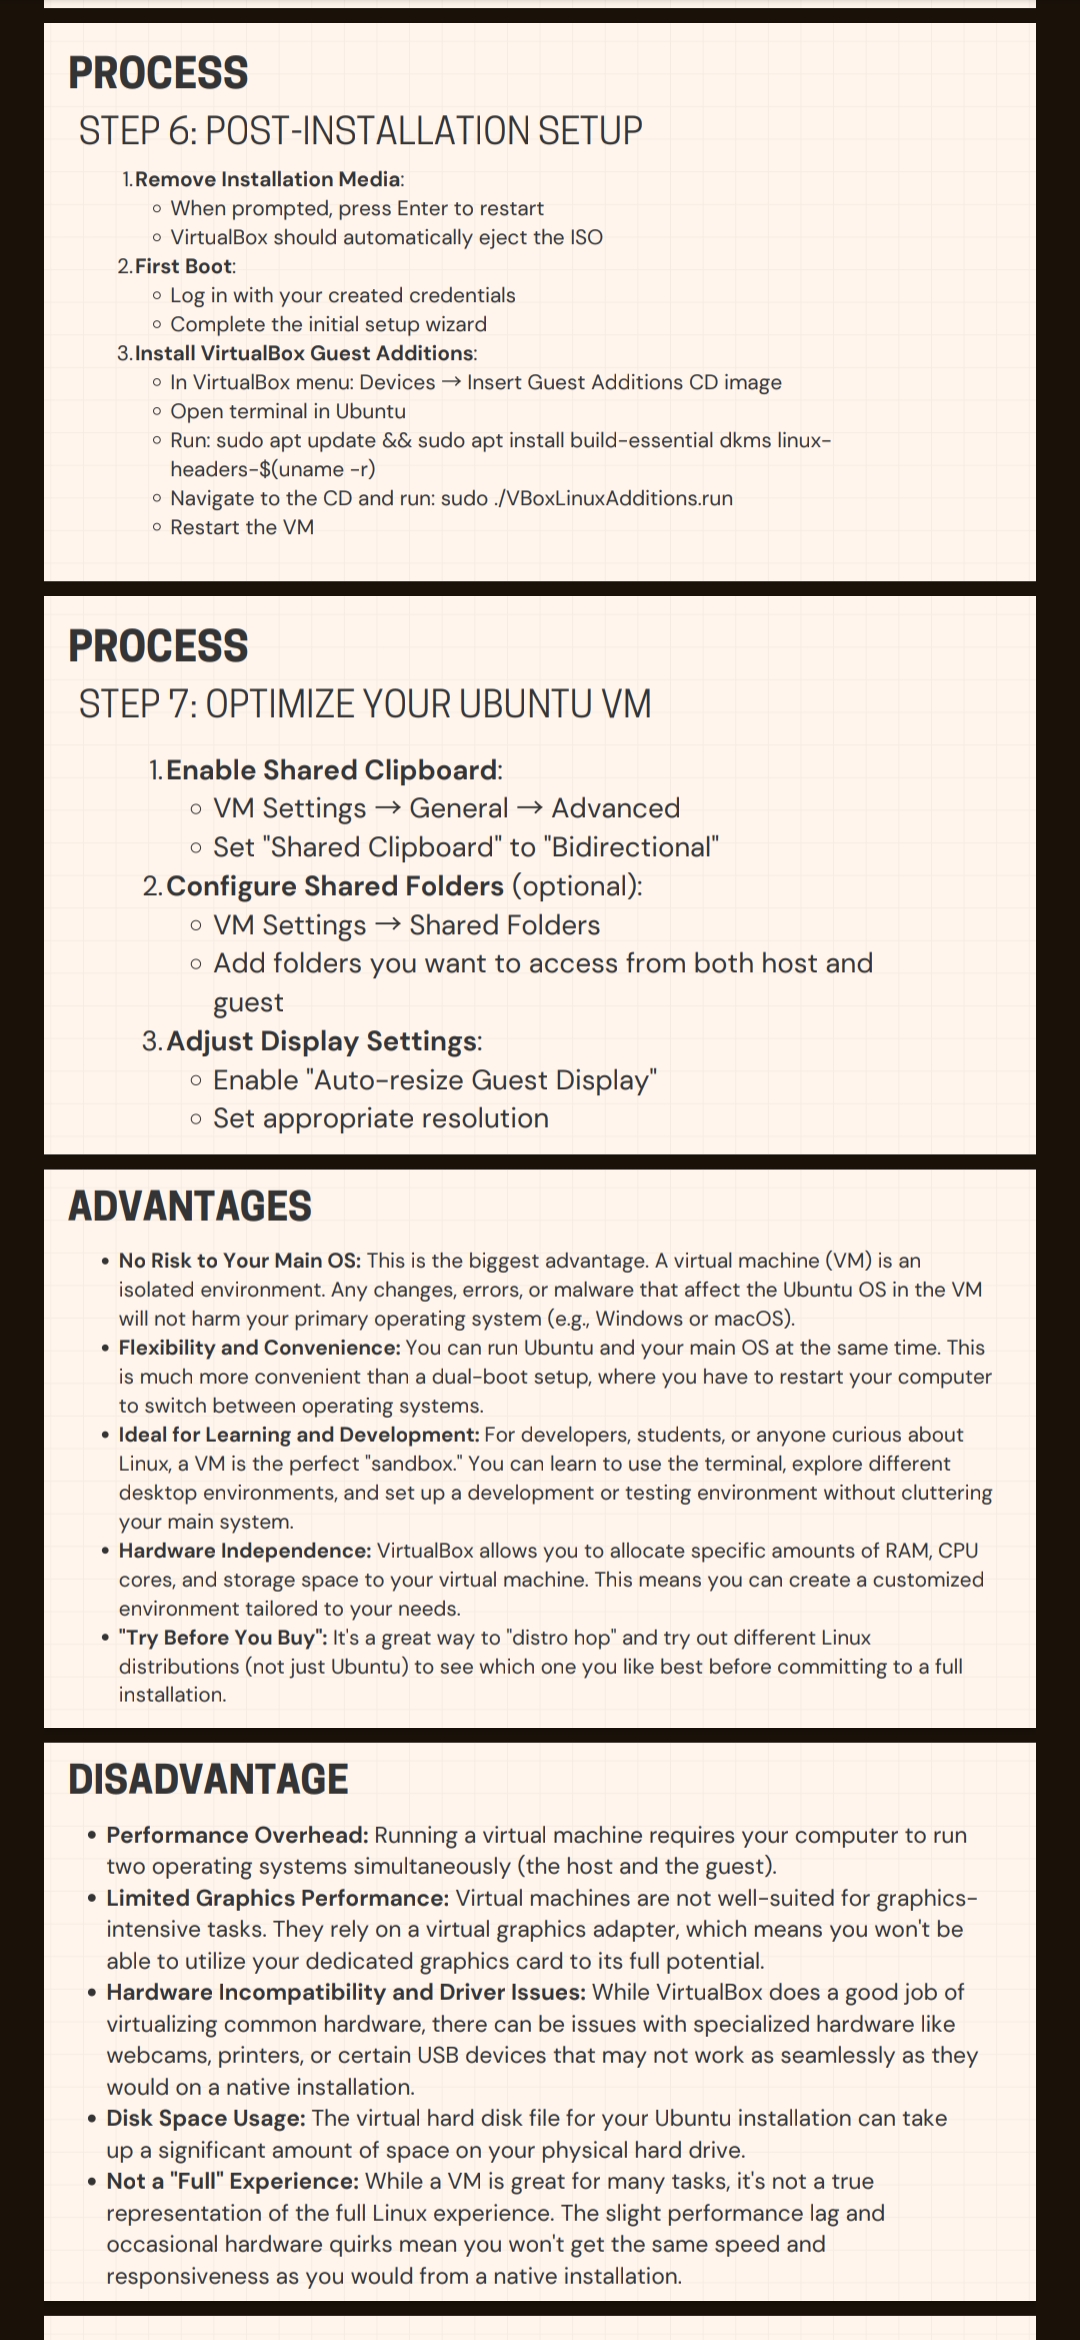 PROCESS
STEP 6: POST-INSTALLATION SETUP
1.Remove Installation Media:
○ When prompted, press Enter to restart
○ VirtualBox should automatically eject the ISO
2.First Boot:
○ Log in with your created credentials
○ Complete the initial setup wizard
3.Install VirtualBox Guest Additions:
○ In VirtualBox menu: Devices → Insert Guest Additions CD image
○ Open terminal in Ubuntu
○ Run: sudo apt update && sudo apt install build-essential dkms linux-
headers-$(uname -r)
○ Navigate to the CD and run: sudo ./VBoxLinuxAdditions.run
○ Restart the VM
PROCESS
STEP 7: OPTIMIZE YOUR UBUNTU VM
1.Enable Shared Clipboard:
○ VM Settings → General → Advanced
○ Set "Shared Clipboard" to "Bidirectional"
2.Configure Shared Folders (optional):
○ VM Settings → Shared Folders
○ Add folders you want to access from both host and
guest
3.Adjust Display Settings:
○ Enable "Auto-resize Guest Display"
○ Set appropriate resolution
ADVANTAGES
• No Risk to Your Main OS: This is the biggest advantage. A virtual machine (VM) is an
isolated environment. Any changes, errors, or malware that affect the Ubuntu OS in the VM
will not harm your primary operating system (e.g., Windows or macOS).
• Flexibility and Convenience: You can run Ubuntu and your main OS at the same time. This
is much more convenient than a dual-boot setup, where you have to restart your computer
to switch between operating systems.
• Ideal for Learning and Development: For developers, students, or anyone curious about
Linux, a VM is the perfect "sandbox." You can learn to use the terminal, explore different
desktop environments, and set up a development or testing environment without cluttering
your main system.
• Hardware Independence: VirtualBox allows you to allocate specific amounts of RAM, CPU
cores, and storage space to your virtual machine. This means you can create a customized
environment tailored to your needs.
• "Try Before You Buy": It's a great way to "distro hop" and try out different Linux
distributions (not just Ubuntu) to see which one you like best before committing to a full
installation.
DISADVANTAGE
• Performance Overhead: Running a virtual machine requires your computer to run
two operating systems simultaneously (the host and the guest).
• Limited Graphics Performance: Virtual machines are not well-suited for graphics-
intensive tasks. They rely on a virtual graphics adapter, which means you won't be
able to utilize your dedicated graphics card to its full potential.
• Hardware Incompatibility and Driver Issues: While VirtualBox does a good job of
virtualizing common hardware, there can be issues with specialized hardware like
webcams, printers, or certain USB devices that may not work as seamlessly as they
would on a native installation.
• Disk Space Usage: The virtual hard disk file for your Ubuntu installation can take
up a significant amount of space on your physical hard drive.
• Not a "Full" Experience: While a VM is great for many tasks, it's not a true
representation of the full Linux experience. The slight performance lag and
occasional hardware quirks mean you won't get the same speed and
responsiveness as you would from a native installation.